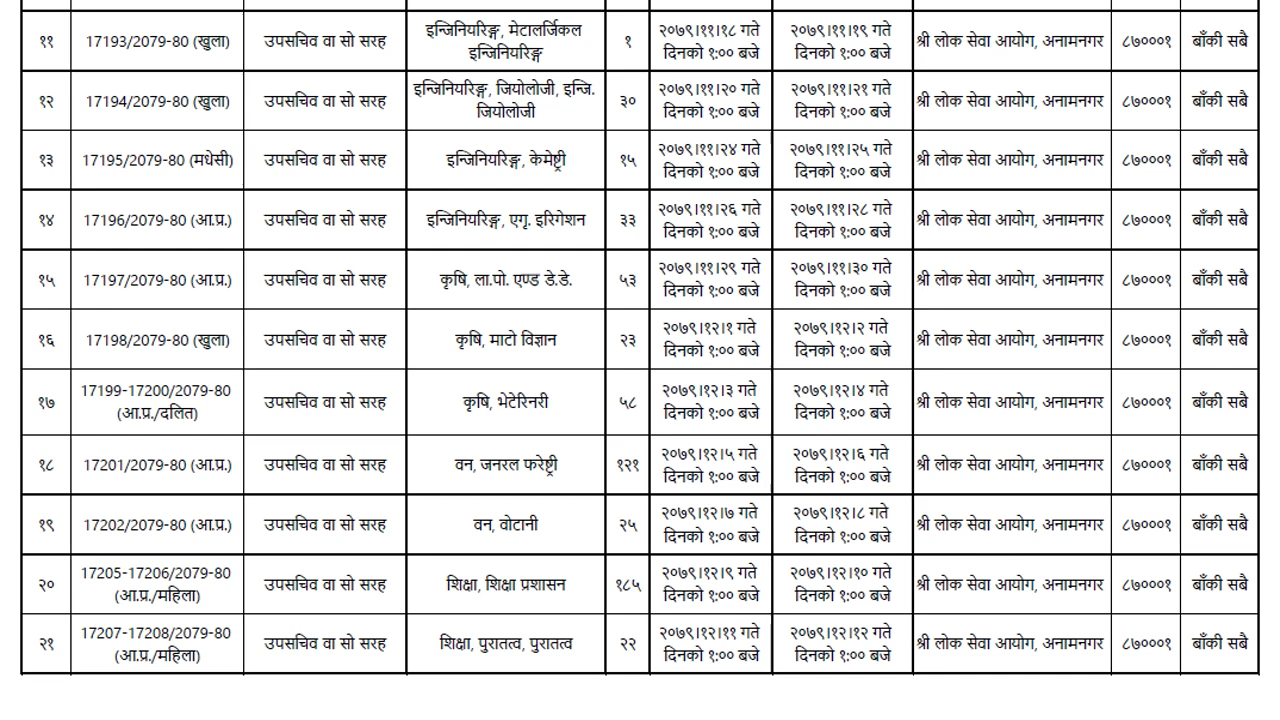 ११ 17193/2079-80 (खुला) उपसचिव वा सो सरह इन्जिनियरिङ्ग, मेटालर्जिकल इन्जिनियरिङ्ग १ २०७९।११।१८ गते दिनको १:०० बजे २०७९।११।१९ गते दिनको १:०० बजे श्री लोक सेवा आयोग, अनामनगर ८७०००१ बाँकी सबै
१२ 17194/2079-80 (खुला) उपसचिव वा सो सरह इन्जिनियरिङ्ग, जियोलोजी, इन्जि. जियोलोजी ३० २०७९।११।२० गते दिनको १:०० बजे २०७९।११।२१ गते दिनको १:०० बजे श्री लोक सेवा आयोग, अनामनगर ८७०००१ बाँकी सबै
१३ 17195/2079-80 (मधेसी) उपसचिव वा सो सरह इन्जिनियरिङ्ग, केमेष्ट्री १५ २०७९।११।२४ गते दिनको १:०० बजे २०७९।११।२५ गते दिनको १:०० बजे श्री लोक सेवा आयोग, अनामनगर ८७०००१ बाँकी सबै
१४ 17196/2079-80 (आ.प्र.) उपसचिव वा सो सरह इन्जिनियरिङ्ग, एगृ. इरिगेशन ३३ २०७९।११।२६ गते दिनको १:०० बजे २०७९।११।२८ गते दिनको १:०० बजे श्री लोक सेवा आयोग, अनामनगर ८७०००१ बाँकी सबै
१५ 17197/2079-80 (आ.प्र.) उपसचिव वा सो सरह कृषि, ला.पो. एण्ड डे.डे. ५३ २०७९।११।२९ गते दिनको १:०० बजे २०७९।११।३० गते दिनको १:०० बजे श्री लोक सेवा आयोग, अनामनगर ८७०००१ बाँकी सबै
१६ 17198/2079-80 (खुला) उपसचिव वा सो सरह कृषि, माटो विज्ञान २३ २०७९।१२।१ गते दिनको १:०० बजे २०७९।१२।२ गते दिनको १:०० बजे श्री लोक सेवा आयोग, अनामनगर ८७०००१ बाँकी सबै
१७ 17199-17200/2079-80 (आ.प्र./दलित) उपसचिव वा सो सरह कृषि, भेटेरिनरी ५८ २०७९।१२।३ गते दिनको १:०० बजे २०७९।१२।४ गते दिनको १:०० बजे श्री लोक सेवा आयोग, अनामनगर ८७०००१ बाँकी सबै
१८ 17201/2079-80 (आ.प्र.) उपसचिव वा सो सरह वन, जनरल फरेष्ट्री १२१ २०७९।१२।५ गते दिनको १:०० बजे २०७९।१२।६ गते दिनको १:०० बजे श्री लोक सेवा आयोग, अनामनगर ८७०००१ बाँकी सबै
१९ 17202/2079-80 (आ.प्र.) उपसचिव वा सो सरह वन, वोटानी २५ २०७९।१२।७ गते दिनको १:०० बजे २०७९।१२।८ गते दिनको १:०० बजे श्री लोक सेवा आयोग, अनामनगर ८७०००१ बाँकी सबै
२० 17205-17206/2079-80 (आ.प्र./महिला) उपसचिव वा सो सरह शिक्षा, शिक्षा प्रशासन १८५ २०७९।१२।९ गते दिनको १:०० बजे २०७९।१२।१० गते दिनको १:०० बजे श्री लोक सेवा आयोग, अनामनगर ८७०००१ बाँकी सबै
२१ 17207-17208/2079-80 (आ.प्र./महिला) उपसचिव वा सो सरह शिक्षा, पुरातत्व, पुरातत्व २२ २०७९।१२।११ गते दिनको १:०० बजे २०७९।१२।१२ गते दिनको १:०० बजे श्री लोक सेवा आयोग, अनामनगर ८७०००१ बाँकी सबै